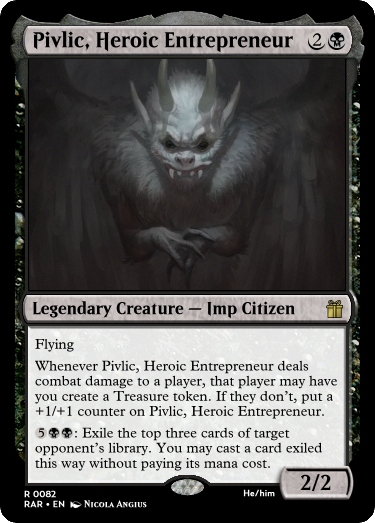 Pivlic, Heroic Entrepreneur 2
Legendary Creature — Imp Citizen
Flying
Whenever Pivlic, Heroic Entrepreneur deals
combat damage to a player, that player may have
you create a Treasure token. If they don't, put a
+1/+1 counter on Pivlic, Heroic Entrepreneur.
5: Exile the top three cards of target
opponent's library. You may cast a card exiled
this way without paying its mana cost.
2/2
R 0082
He/him
RAR • EN Nicola Angius